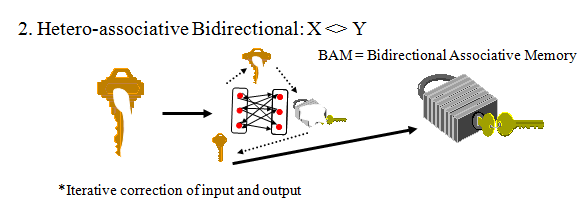 2. Hetero-associative Bidirectional: X <> Y
BAM = Bidirectional Associative Memory
*Iterative correction of input and output